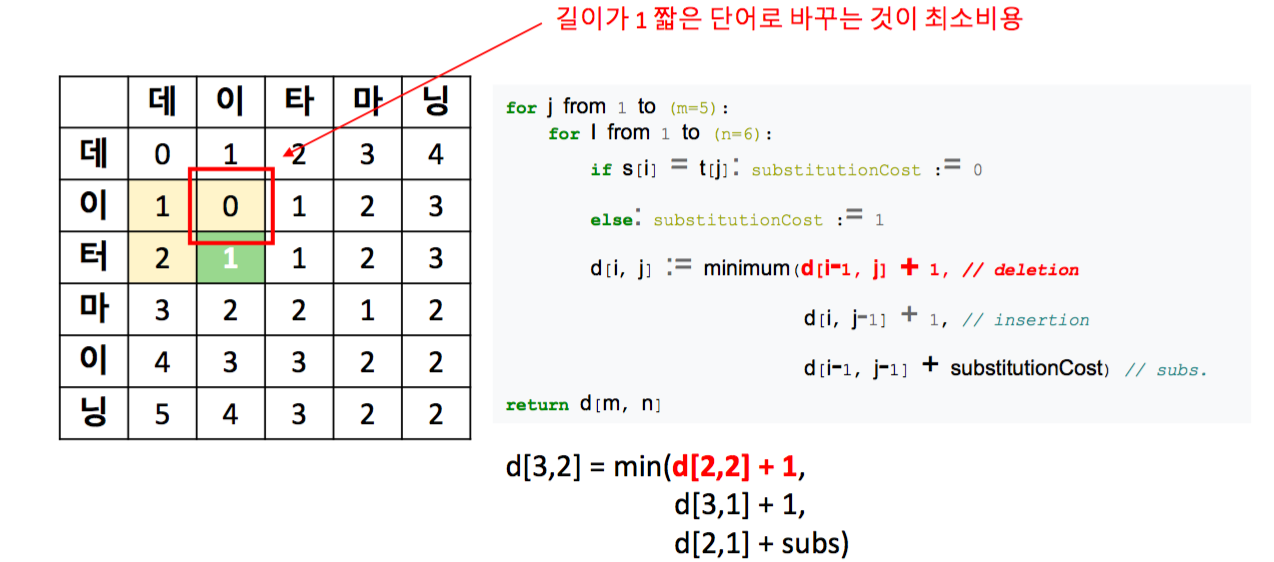 길이가 1 짧은 단어로 바꾸는 것이 최소비용
데 이 타 마 닝
데 0 1 2 3 4
이 1 0 1 2 3
터 2 1 1 2 3
마 3 2 2 1 2
이 4 3 3 2 2
닝 5 4 3 2 2
for j from 1 to (m=5):
for I from 1 to (n=6):
if s[i] = t[j]: substitutionCost := 0
else: substitutionCost := 1
d[i, j] := minimum(d[i-1, j] + 1, // deletion
d[i, j-1] + 1, // insertion
d[i-1, j-1] + substitutionCost) // subs.
return d[m, n]
d[3,2] = min(d[2,2] + 1,
d[3,1] + 1,
d[2,1] + subs)